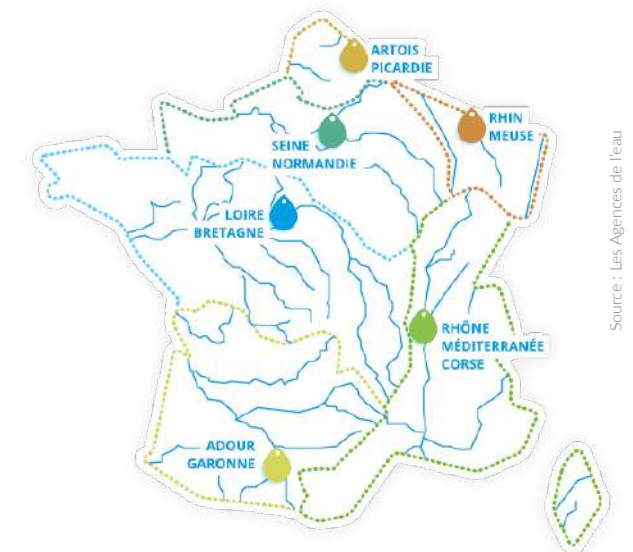 ARTOIS
PICARDIE
RHIN
MEUSE
SEINE
NORMANDIE
LOIRE
BRETAGNE
RHÔNE
MÉDITERRANÉE
CORSE
ADOUR
GARONNE
Source : Les Agences de l'eau